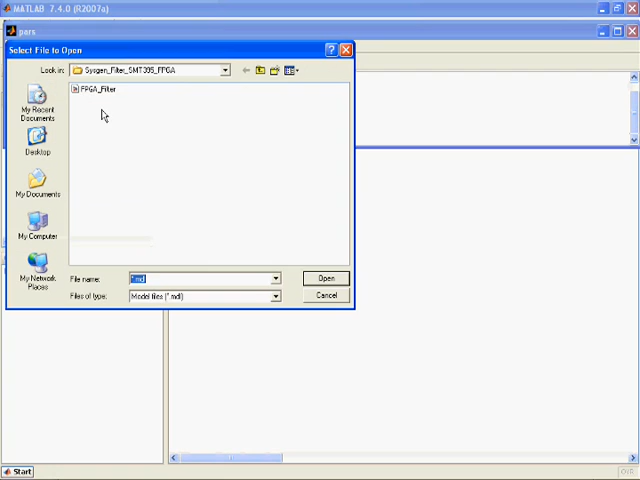 MATLAB 7.4.0 (R2007a)
pars
Select File to Open
Look in:
Sysgen_Filter_SMT395_FPGA
FPGA_Filter
My Recent
Documents
Desktop
My Documents
My Computer
My Network
Places
File name:
*.mdl
Open
Files of type:
Model files (*.mdl)
Cancel
Start
OVR